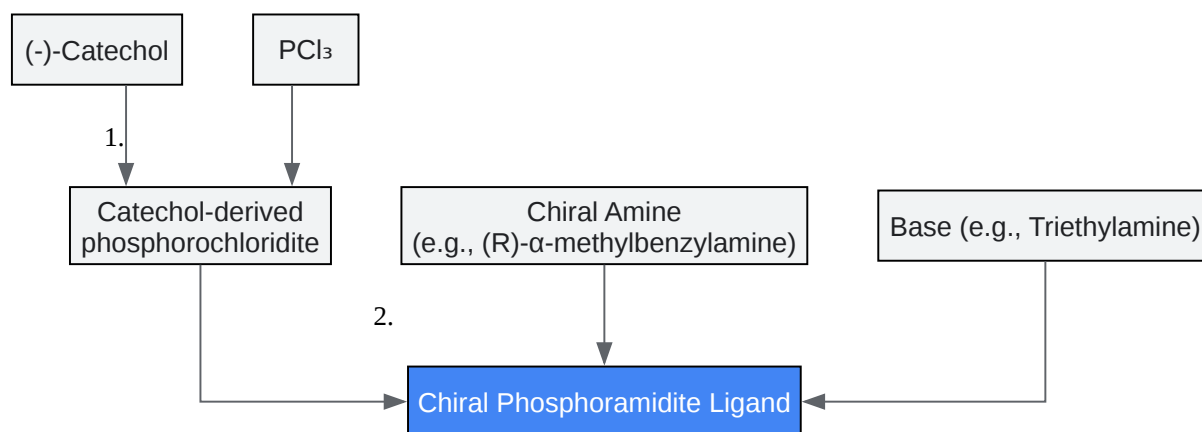 (-)-Catechol
PCl₃
1.
Catechol-derived
phosphorochloridite
Chiral Amine
(e.g., (R)-α-methylbenzylamine)
Base (e.g., Triethylamine)
2.
Chiral Phosphoramidite Ligand